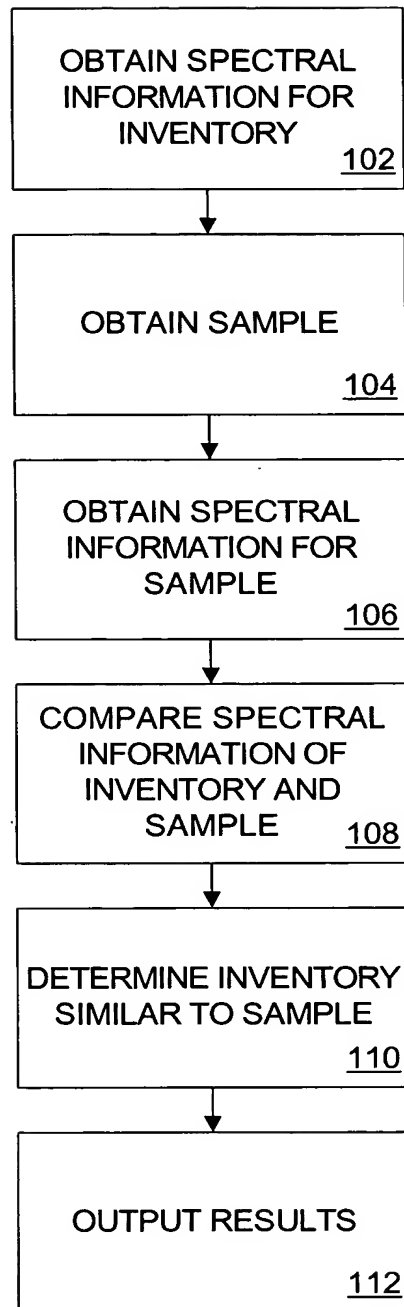 OBTAIN SPECTRAL
INFORMATION FOR
INVENTORY
102
OBTAIN SAMPLE
104
OBTAIN SPECTRAL
INFORMATION FOR
SAMPLE
106
COMPARE SPECTRAL
INFORMATION OF
INVENTORY AND
SAMPLE
108
DETERMINE INVENTORY
SIMILAR TO SAMPLE
110
OUTPUT RESULTS
112